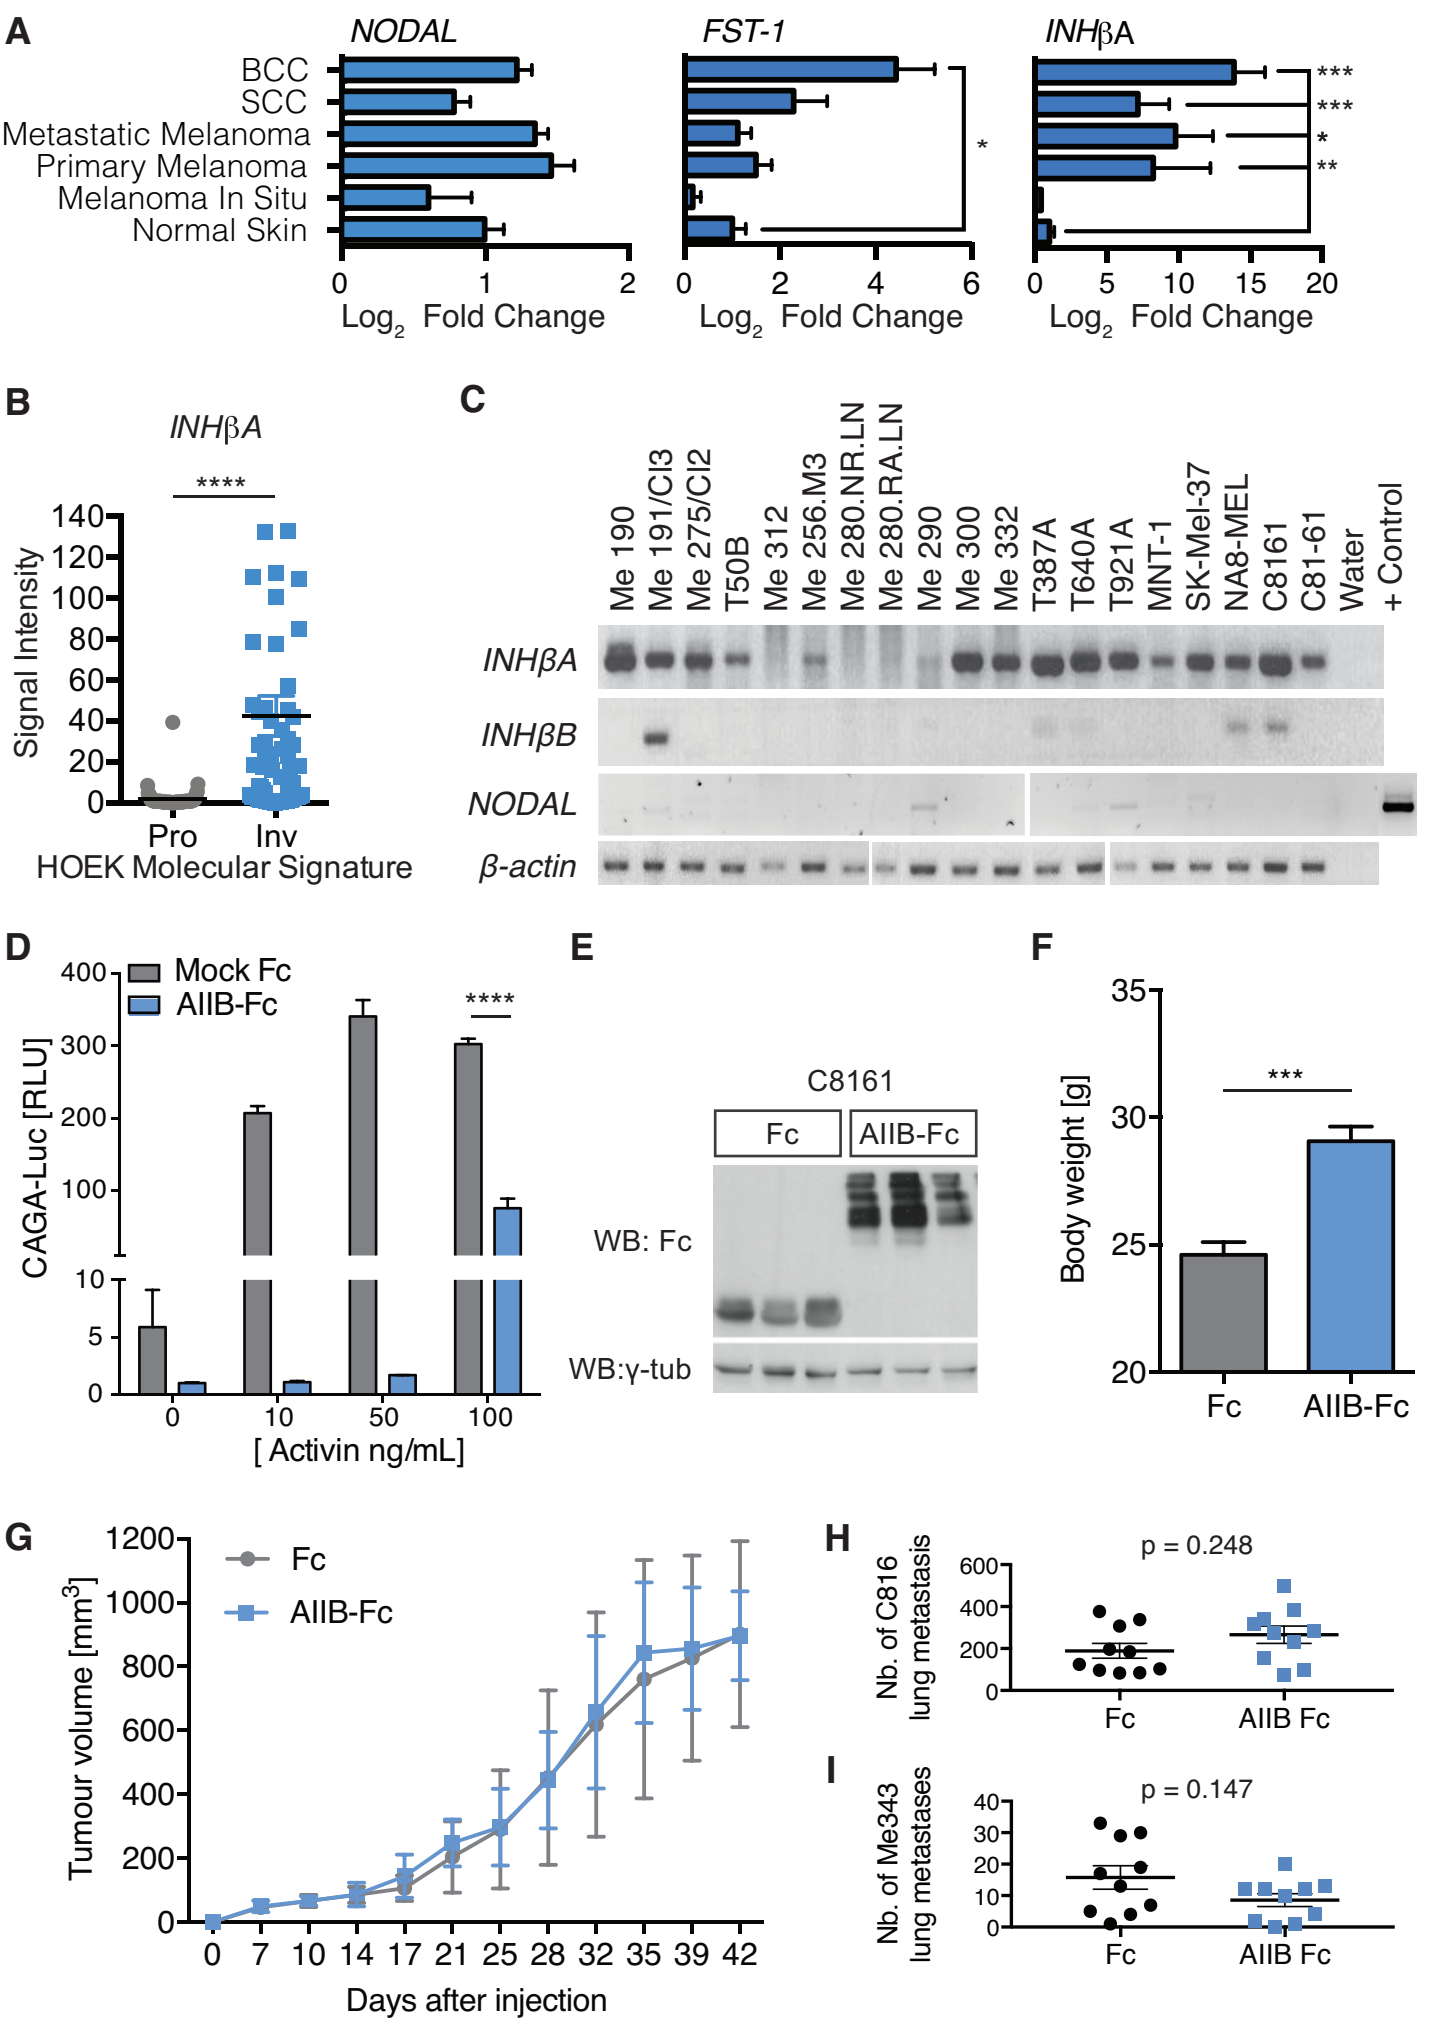 A
NODAL
FST-1
INHβA
BCC
SCC
Metastatic Melanoma
Primary Melanoma
Melanoma In Situ
Normal Skin
*
***
***
*
**
0 1 2
0 2 4 6
0 5 10 15 20
Log2 Fold Change
Log2 Fold Change
Log2 Fold Change
B
INHβA
****
Signal Intensity
140
120
100
80
60
40
20
0
Pro Inv
HOEK Molecular Signature
C
Me 190
Me 191/Cl3
Me 275/Cl2
T50B
Me 312
Me 256.M3
Me 280.NR.LN
Me 280.RA.LN
Me 290
Me 300
Me 332
T387A
T640A
T921A
MNT-1
SK-Mel-37
NA8-MEL
C8161
C81-61
Water
+ Control
INHβA
INHβB
NODAL
β-actin
D
Mock Fc
AIIB-Fc
****
CAGA-Luc [RLU]
400
300
200
100
10
5
0
0 10 50 100
[ Activin ng/mL]
E
C8161
Fc AIIB-Fc
WB: Fc
WB:γ-tub
F
***
Body weight [g]
35
30
25
20
Fc AIIB-Fc
G
Fc
AIIB-Fc
Tumour volume [mm3]
1200
1000
800
600
400
200
0
0 7 10 14 17 21 25 28 32 35 39 42
Days after injection
H
p = 0.248
Nb. of C816
lung metastasis
600
400
200
0
Fc AIIB Fc
I
p = 0.147
Nb. of Me343
lung metastases
40
30
20
10
0
Fc AIIB Fc